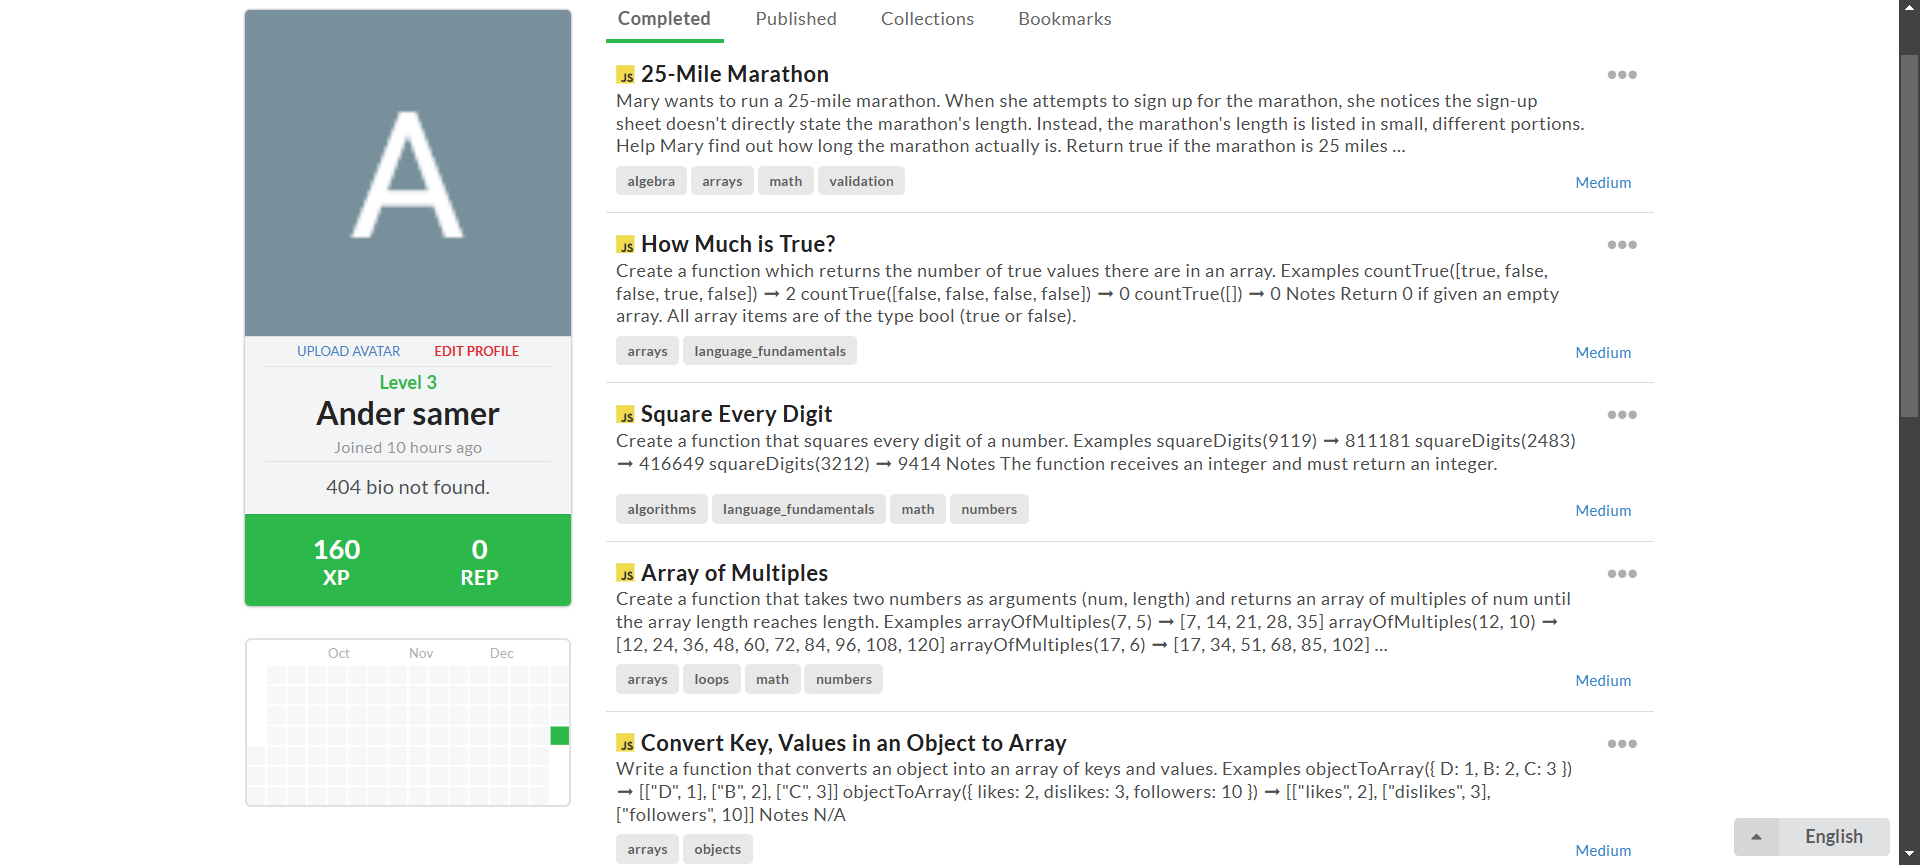 A
UPLOAD AVATAR EDIT PROFILE
Level 3
Ander samer
Joined 10 hours ago
404 bio not found.
160 0
XP REP
Oct Nov Dec
Completed Published Collections Bookmarks
JS 25-Mile Marathon
Mary wants to run a 25-mile marathon. When she attempts to sign up for the marathon, she notices the sign-up
sheet doesn't directly state the marathon's length. Instead, the marathon's length is listed in small, different portions.
Help Mary find out how long the marathon actually is. Return true if the marathon is 25 miles ...
algebra arrays math validation Medium
JS How Much is True?
Create a function which returns the number of true values there are in an array. Examples countTrue([true, false,
false, true, false]) ➞ 2 countTrue([false, false, false, false]) ➞ 0 countTrue([]) ➞ 0 Notes Return 0 if given an empty
array. All array items are of the type bool (true or false).
arrays language_fundamentals Medium
JS Square Every Digit
Create a function that squares every digit of a number. Examples squareDigits(9119) ➞ 811181 squareDigits(2483)
➞ 416649 squareDigits(3212) ➞ 9414 Notes The function receives an integer and must return an integer.
algorithms language_fundamentals math numbers Medium
JS Array of Multiples
Create a function that takes two numbers as arguments (num, length) and returns an array of multiples of num until
the array length reaches length. Examples arrayOfMultiples(7, 5) ➞ [7, 14, 21, 28, 35] arrayOfMultiples(12, 10) ➞
[12, 24, 36, 48, 60, 72, 84, 96, 108, 120] arrayOfMultiples(17, 6) ➞ [17, 34, 51, 68, 85, 102] ...
arrays loops math numbers Medium
JS Convert Key, Values in an Object to Array
Write a function that converts an object into an array of keys and values. Examples objectToArray({ D: 1, B: 2, C: 3 })
➞ [["D", 1], ["B", 2], ["C", 3]] objectToArray({ likes: 2, dislikes: 3, followers: 10 }) ➞ [["likes", 2], ["dislikes", 3],
["followers", 10]] Notes N/A
arrays objects Medium
English